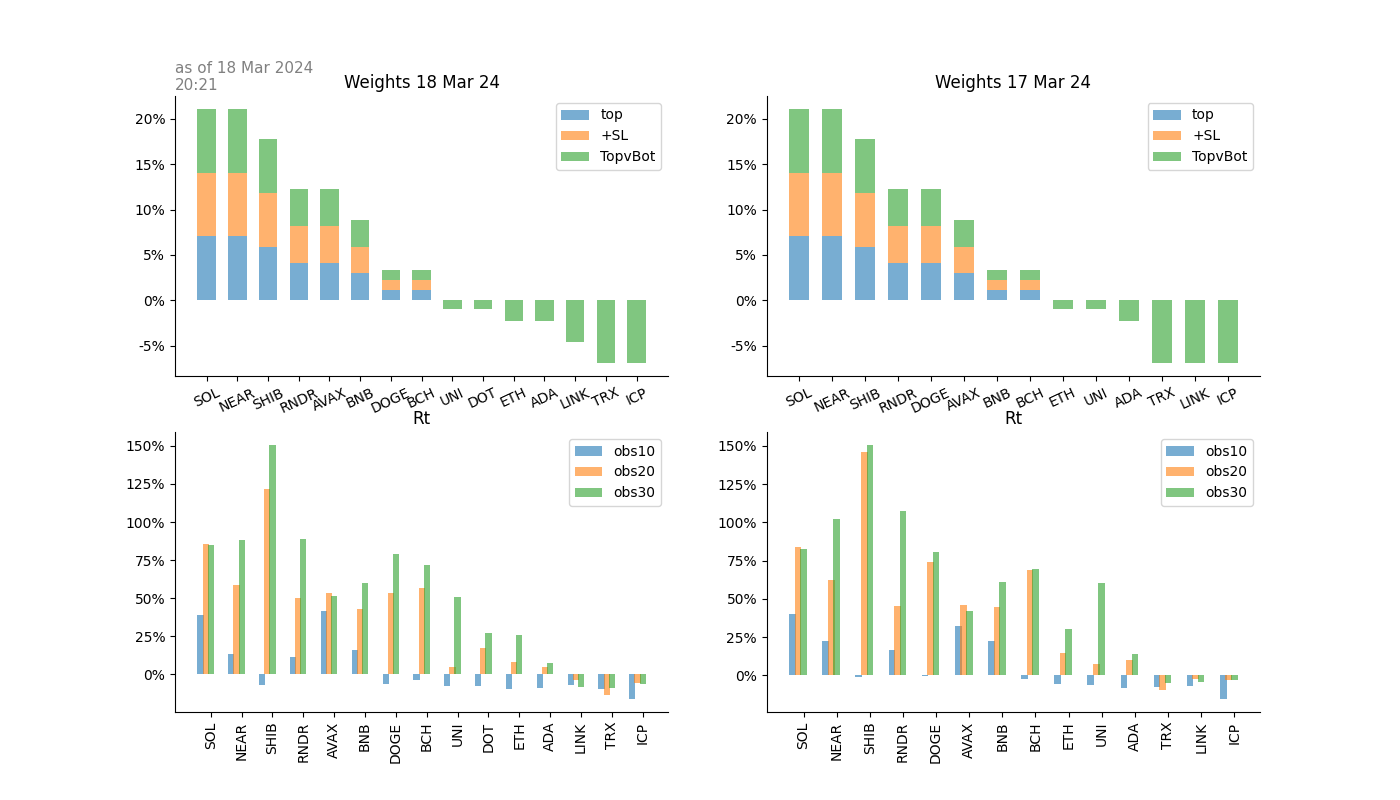 as of 18 Mar 2024
20:21
Weights 18 Mar 24
20%
15%
10%
5%
0%
-5%
top
+SL
TopvBot
SOL NEAR SHIB RNDR AVAX BNB DOGE BCH UNI DOT ETH ADA LINK TRX ICP
Weights 17 Mar 24
20%
15%
10%
5%
0%
-5%
top
+SL
TopvBot
SOL NEAR SHIB RNDR DOGE AVAX BNB BCH ETH UNI ADA TRX LINK ICP
Rt
150%
125%
100%
75%
50%
25%
0%
obs10
obs20
obs30
SOL NEAR SHIB RNDR AVAX BNB DOGE BCH UNI DOT ETH ADA LINK TRX ICP
Rt
150%
125%
100%
75%
50%
25%
0%
obs10
obs20
obs30
SOL NEAR SHIB RNDR DOGE AVAX BNB BCH ETH UNI ADA TRX LINK ICP